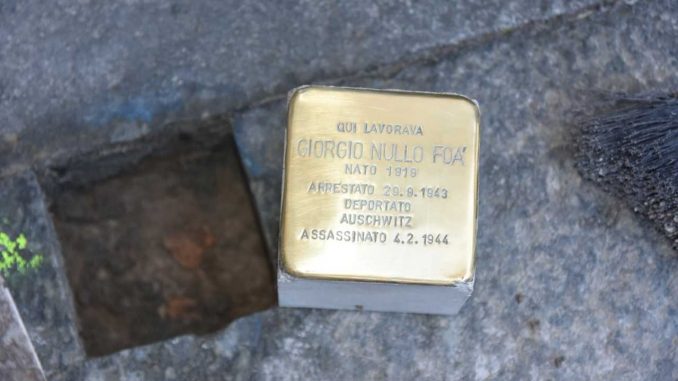 QUI LAVORAVA
GIORGIO NULLO FOA'
NATO 1919
ARRESTATO 29.9.1943
DEPORTATO
AUSCHWITZ
ASSASSINATO 4.2.1944